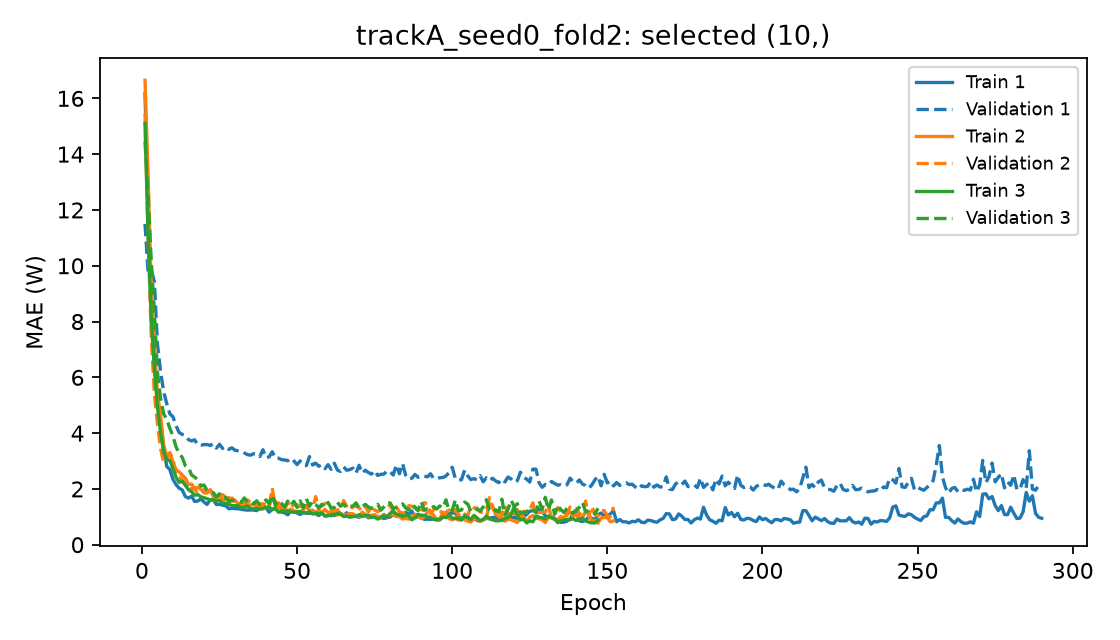 trackA_seed0_fold2: selected (10,)
MAE (W)
16
14
12
10
8
6
4
2
0
Train 1
Validation 1
Train 2
Validation 2
Train 3
Validation 3
0 50 100 150 200 250 300
Epoch